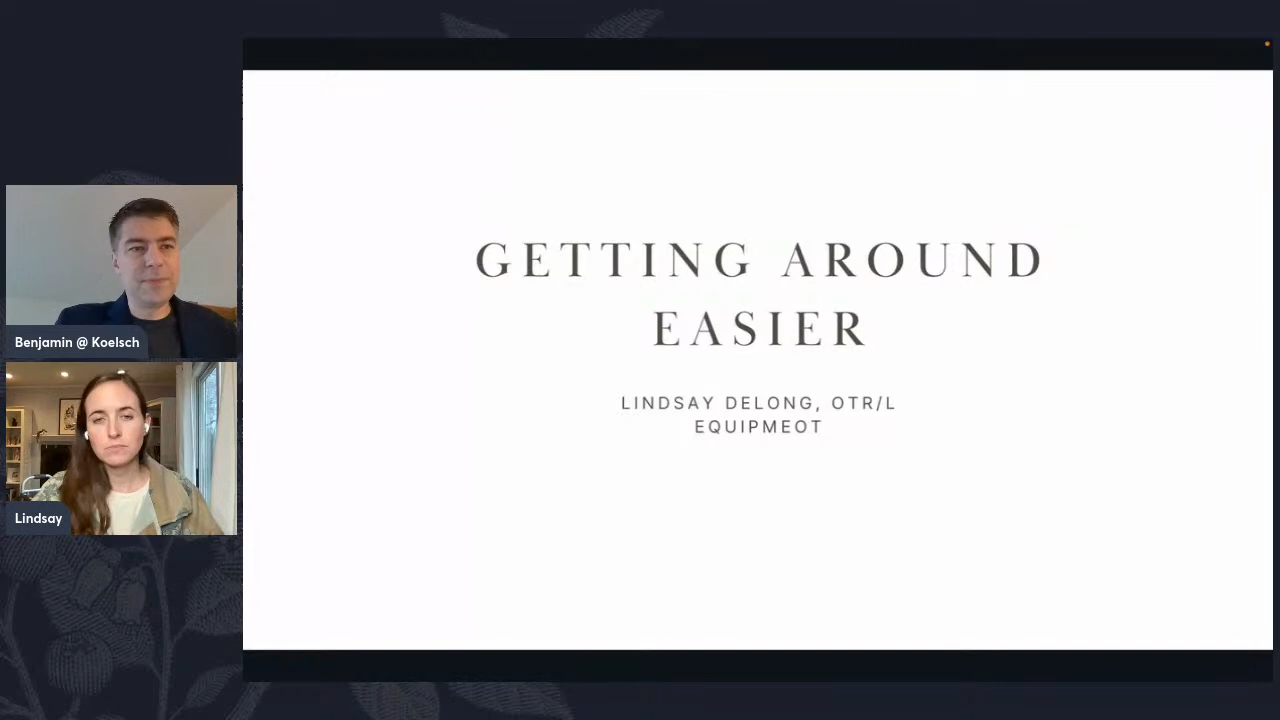 GETTING AROUND
EASIER
LINDSAY DELONG, OTR/L
EQUIPMEOT
Benjamin @ Koelsch
Lindsay